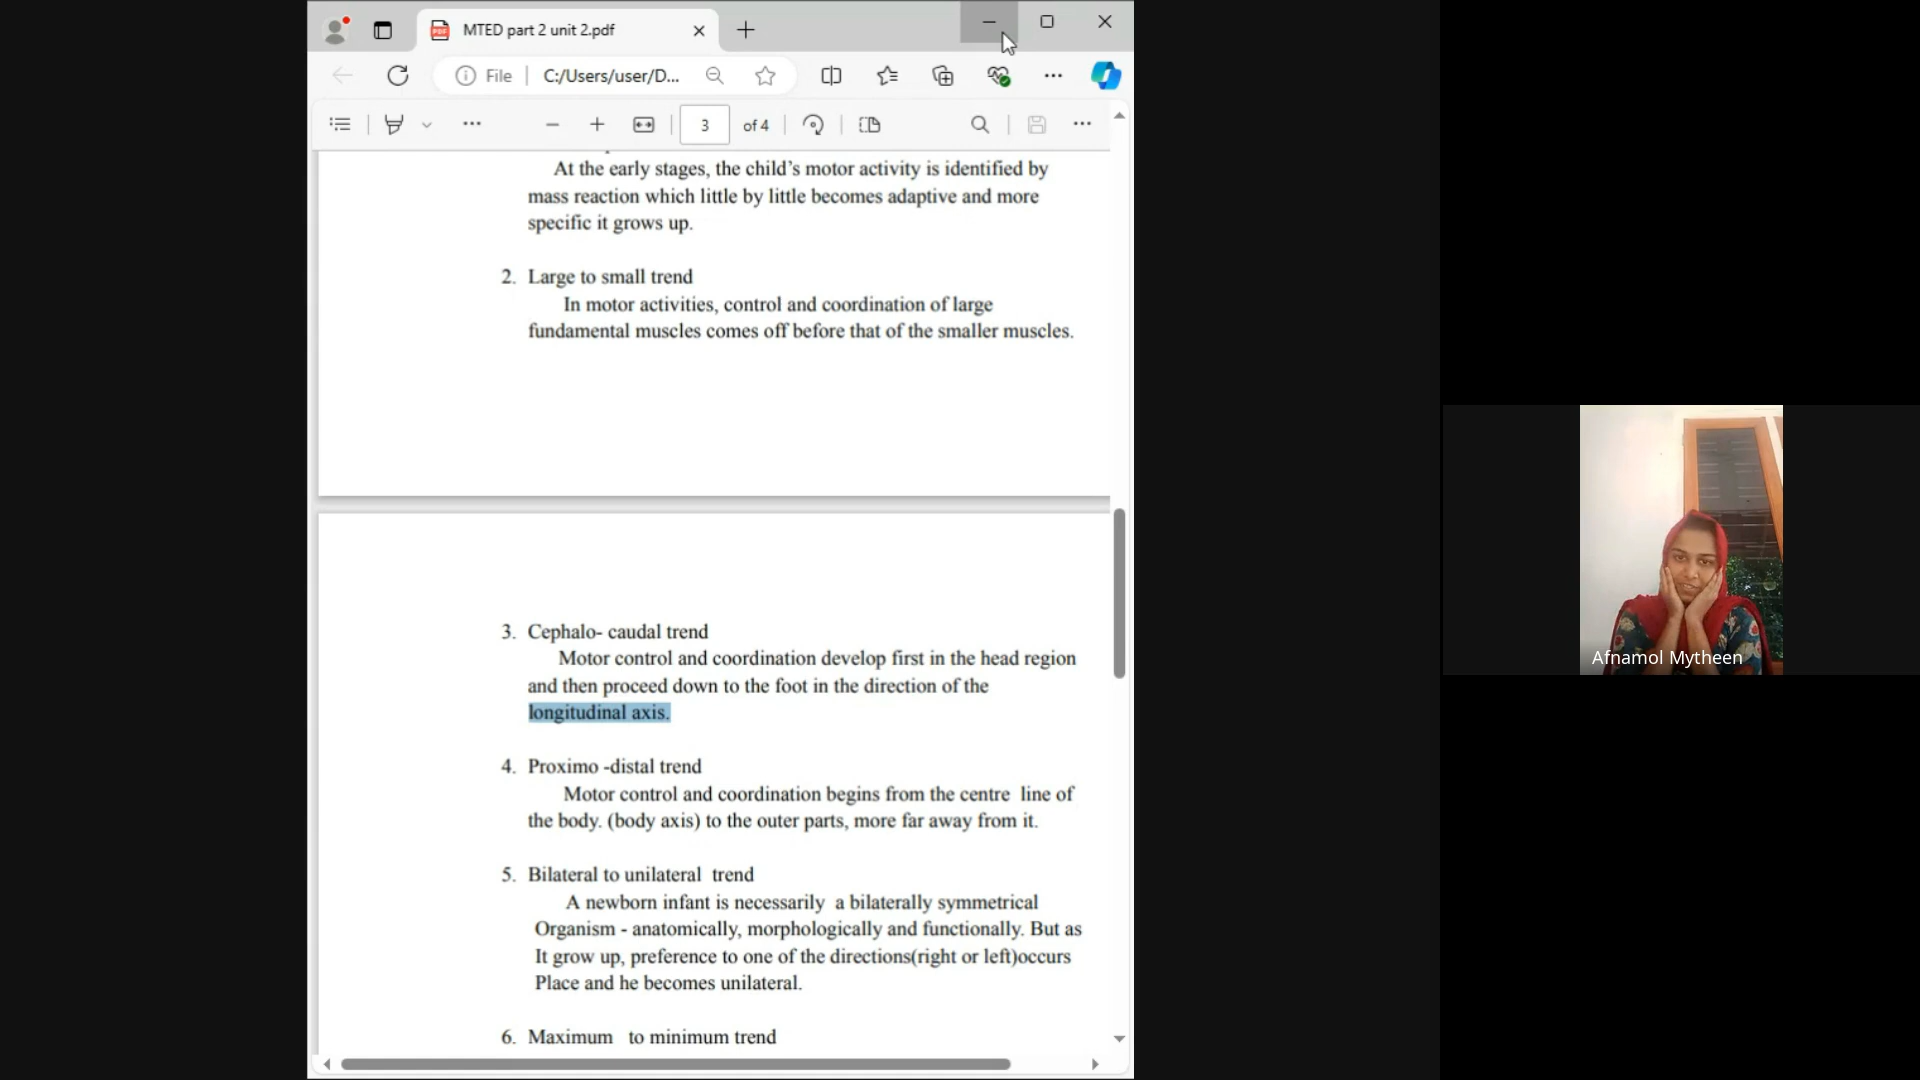 MTED part 2 unit 2.pdf
File
C:/Users/user/D...
3 of 4
At the early stages, the child’s motor activity is identified by
mass reaction which little by little becomes adaptive and more
specific it grows up.
2. Large to small trend
In motor activities, control and coordination of large
fundamental muscles comes off before that of the smaller muscles.
3. Cephalo- caudal trend
Motor control and coordination develop first in the head region
and then proceed down to the foot in the direction of the
longitudinal axis.
4. Proximo -distal trend
Motor control and coordination begins from the centre line of
the body. (body axis) to the outer parts, more far away from it.
5. Bilateral to unilateral trend
A newborn infant is necessarily a bilaterally symmetrical
Organism - anatomically, morphologically and functionally. But as
It grow up, preference to one of the directions(right or left)occurs
Place and he becomes unilateral.
6. Maximum to minimum trend
Afnamol Mytheen